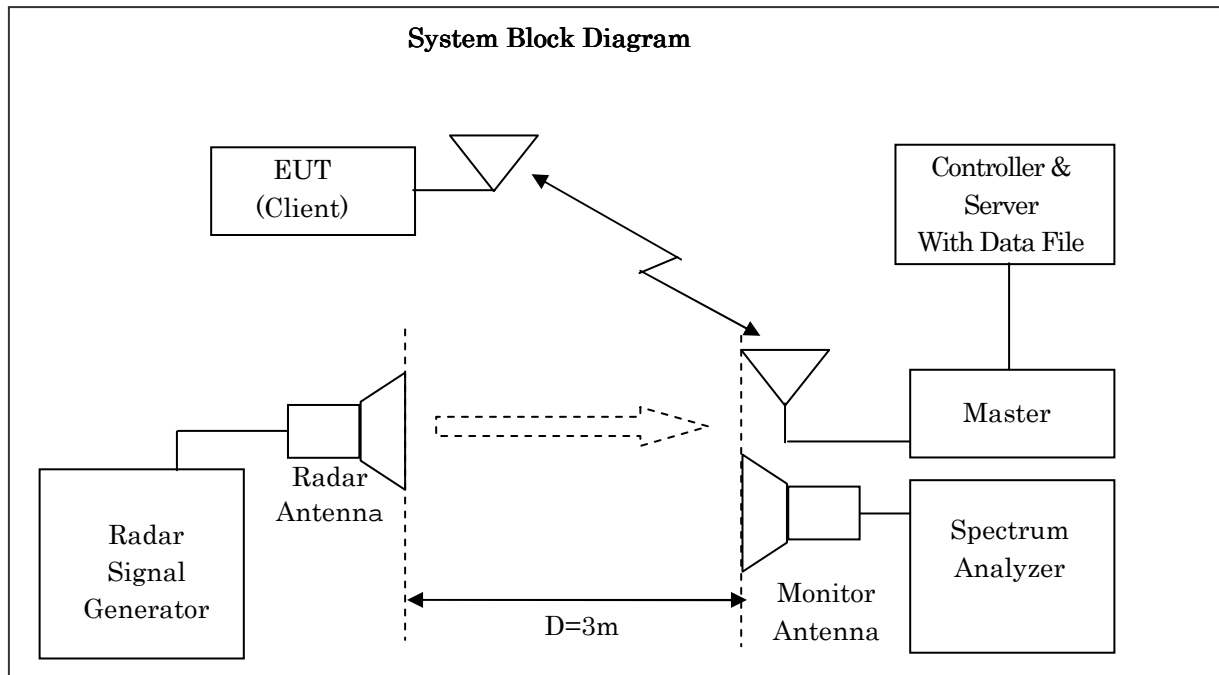 System Block Diagram
EUT
(Client)
Controller &
Server
With Data File
Master
Radar
Antenna
Radar
Signal
Generator
Spectrum
Analyzer
Monitor
Antenna
D=3m